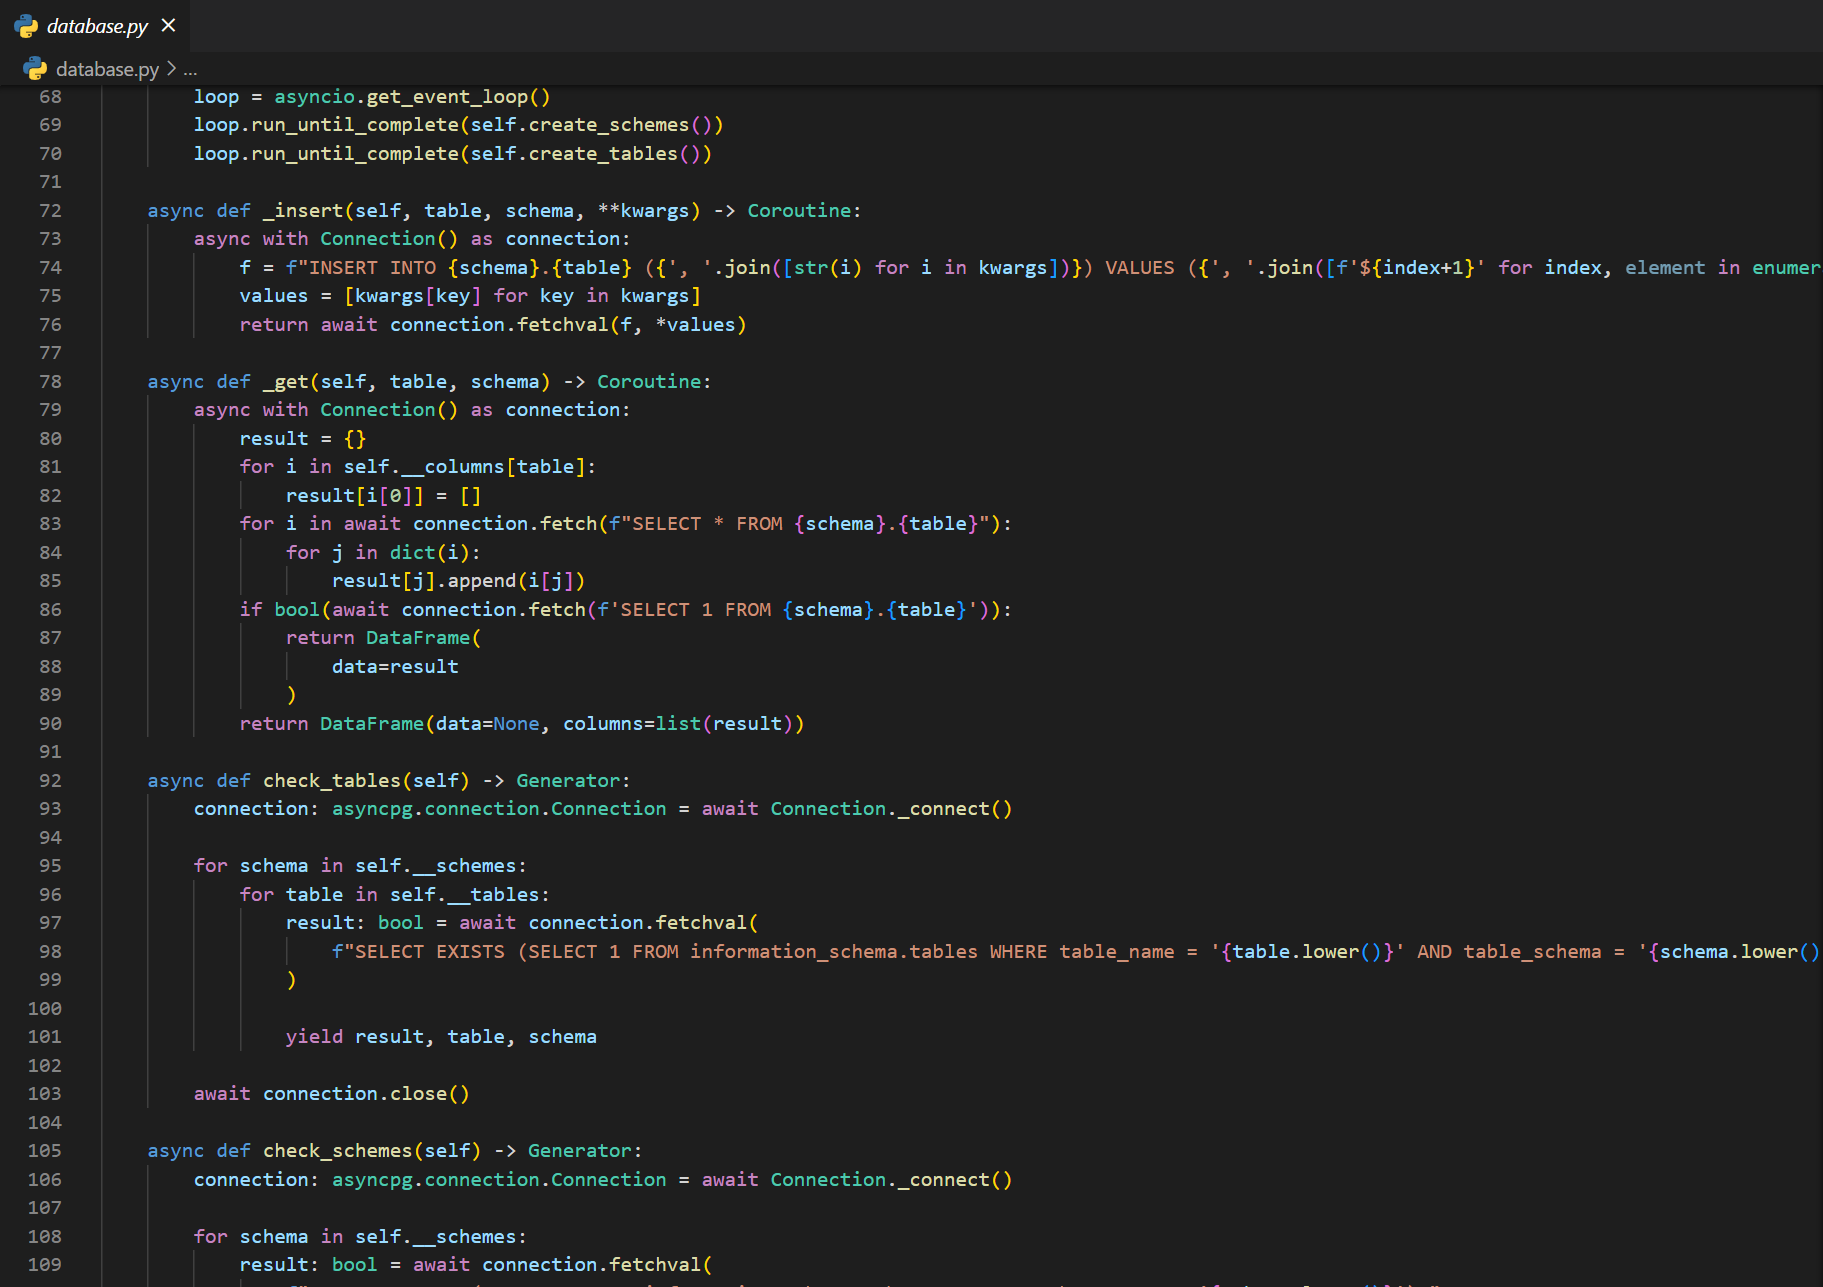 database.py ×
database.py > ...
68 loop = asyncio.get_event_loop()
69 loop.run_until_complete(self.create_schemes())
70 loop.run_until_complete(self.create_tables())
71
72 async def _insert(self, table, schema, **kwargs) -> Coroutine:
73 async with Connection() as connection:
74 f = f"INSERT INTO {schema}.{table} ({', '.join([str(i) for i in kwargs])}) VALUES ({', '.join([f'${index+1}' for index, element in enumer
75 values = [kwargs[key] for key in kwargs]
76 return await connection.fetchval(f, *values)
77
78 async def _get(self, table, schema) -> Coroutine:
79 async with Connection() as connection:
80 result = {}
81 for i in self.__columns[table]:
82 result[i[0]] = []
83 for i in await connection.fetch(f"SELECT * FROM {schema}.{table}"):
84 for j in dict(i):
85 result[j].append(i[j])
86 if bool(await connection.fetch(f'SELECT 1 FROM {schema}.{table}')):
87 return DataFrame(
88 data=result
89 )
90 return DataFrame(data=None, columns=list(result))
91
92 async def check_tables(self) -> Generator:
93 connection: asyncpg.connection.Connection = await Connection._connect()
94
95 for schema in self.__schemes:
96 for table in self.__tables:
97 result: bool = await connection.fetchval(
98 f"SELECT EXISTS (SELECT 1 FROM information_schema.tables WHERE table_name = '{table.lower()}' AND table_schema = '{schema.lower()
99 )
100
101 yield result, table, schema
102
103 await connection.close()
104
105 async def check_schemes(self) -> Generator:
106 connection: asyncpg.connection.Connection = await Connection._connect()
107
108 for schema in self.__schemes:
109 result: bool = await connection.fetchval(